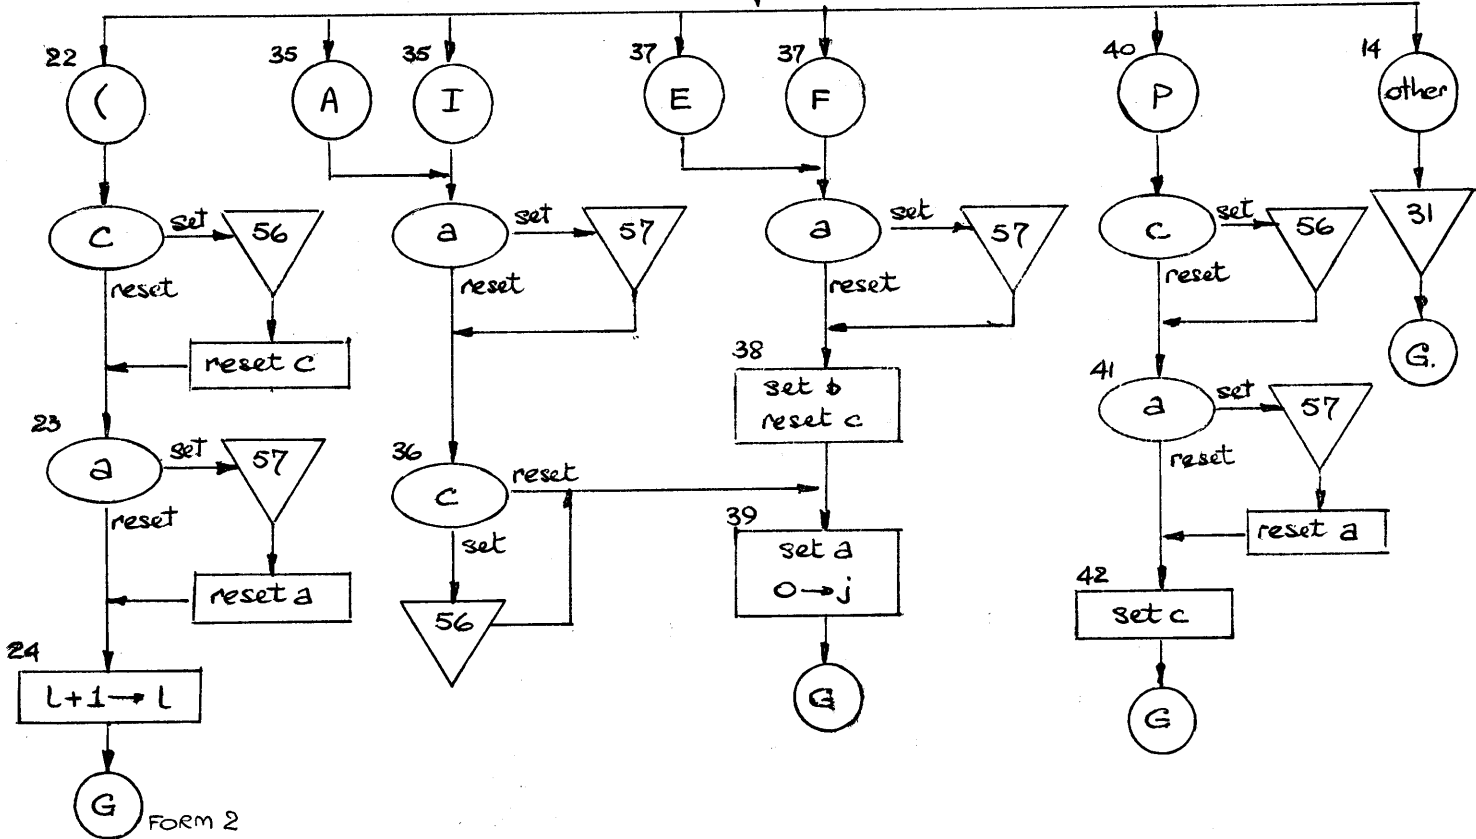 22
(
35
A
35
I
37
E
37
F
40
P
14
other
c
set
56
reset
reset c
23
a
set
57
reset
reset a
24
L+1→L
G
FORM 2
a
set
57
reset
36
c
reset
set
56
a
set
57
reset
38
set b
reset c
39
set a
0→j
G
c
set
56
reset
41
a
set
57
reset
reset a
42
set c
G
31
G.